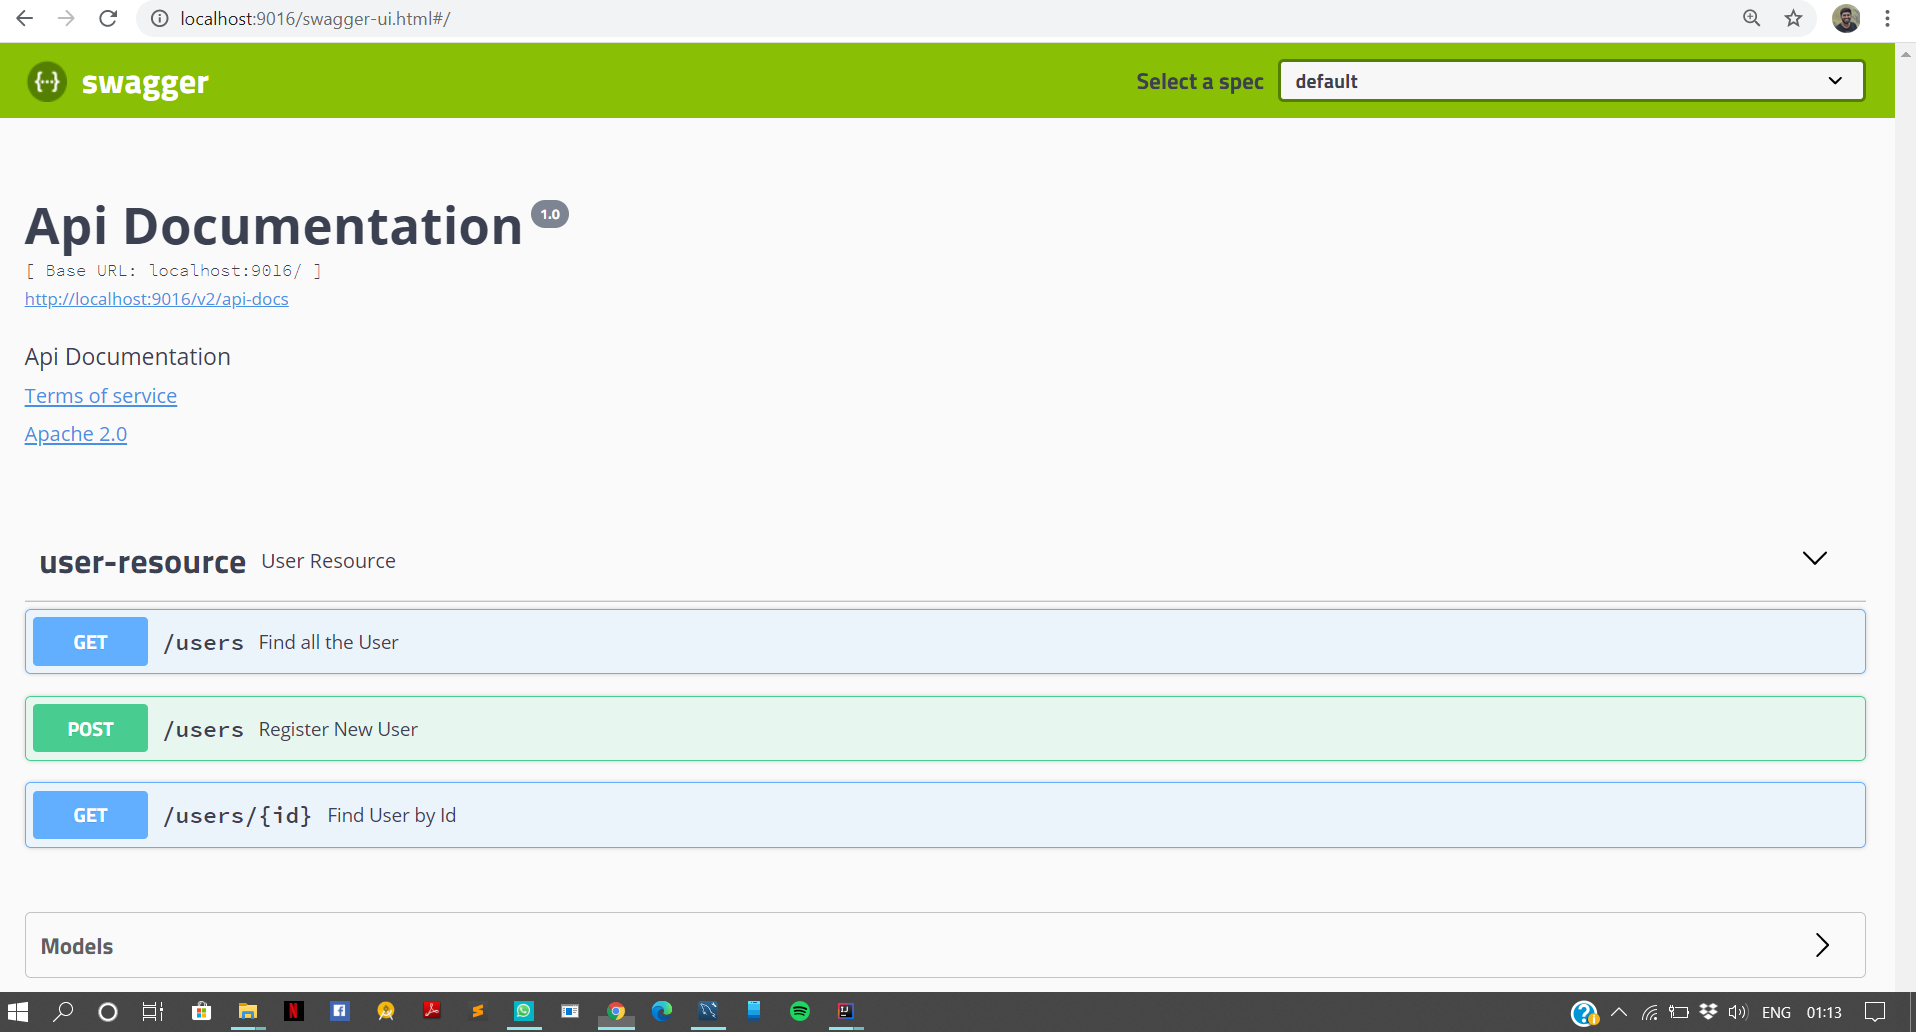 localhost:9016/swagger-ui.html#/
{...} swagger
Select a spec
default
Api Documentation 1.0
[ Base URL: localhost:9016/ ]
http://localhost:9016/v2/api-docs
Api Documentation
Terms of service
Apache 2.0
user-resource User Resource
GET /users Find all the User
POST /users Register New User
GET /users/{id} Find User by Id
Models
ENG 01:13